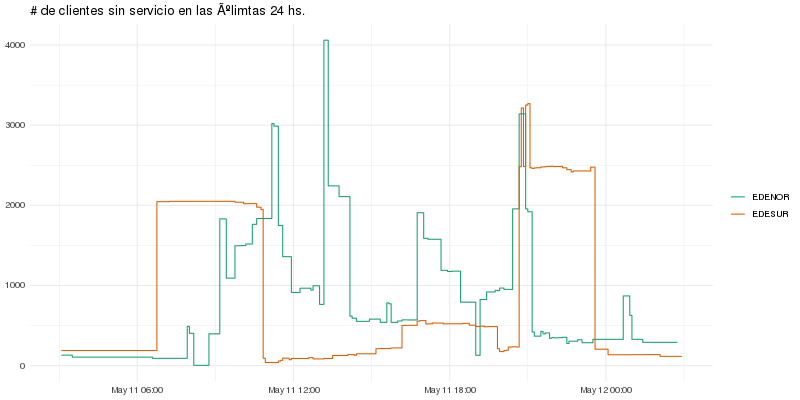 # de clientes sin servicio en las Ãºlimtas 24 hs.
4000
3000
2000
1000
0
May 11 06:00
May 11 12:00
May 11 18:00
May 12 00:00
EDENOR
EDESUR